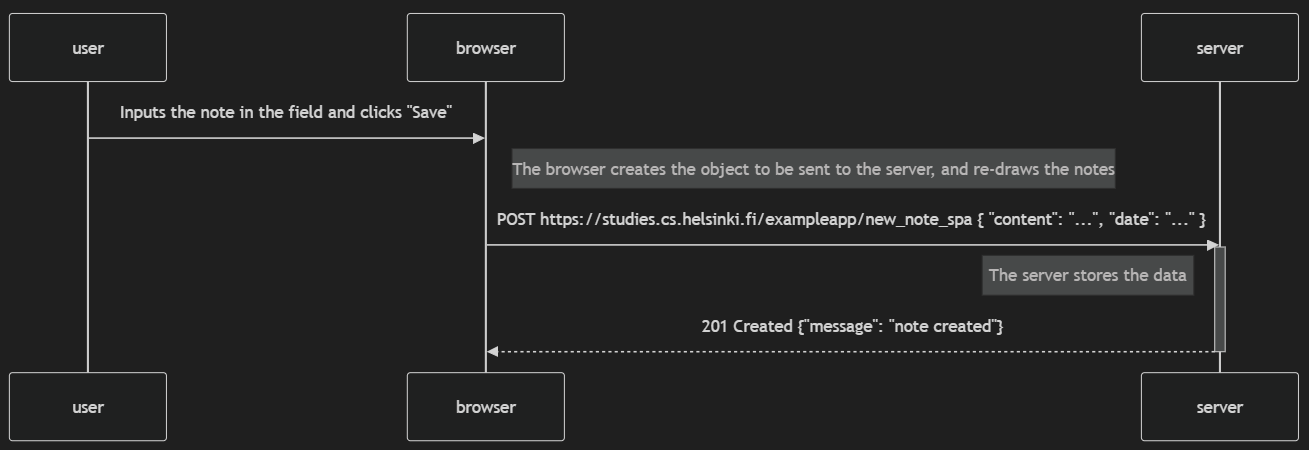 user
browser
server
Inputs the note in the field and clicks "Save"
The browser creates the object to be sent to the server, and re-draws the notes
POST https://studies.cs.helsinki.fi/exampleapp/new_note_spa { "content": "...", "date": "..." }
The server stores the data
201 Created {"message": "note created"}
user
browser
server